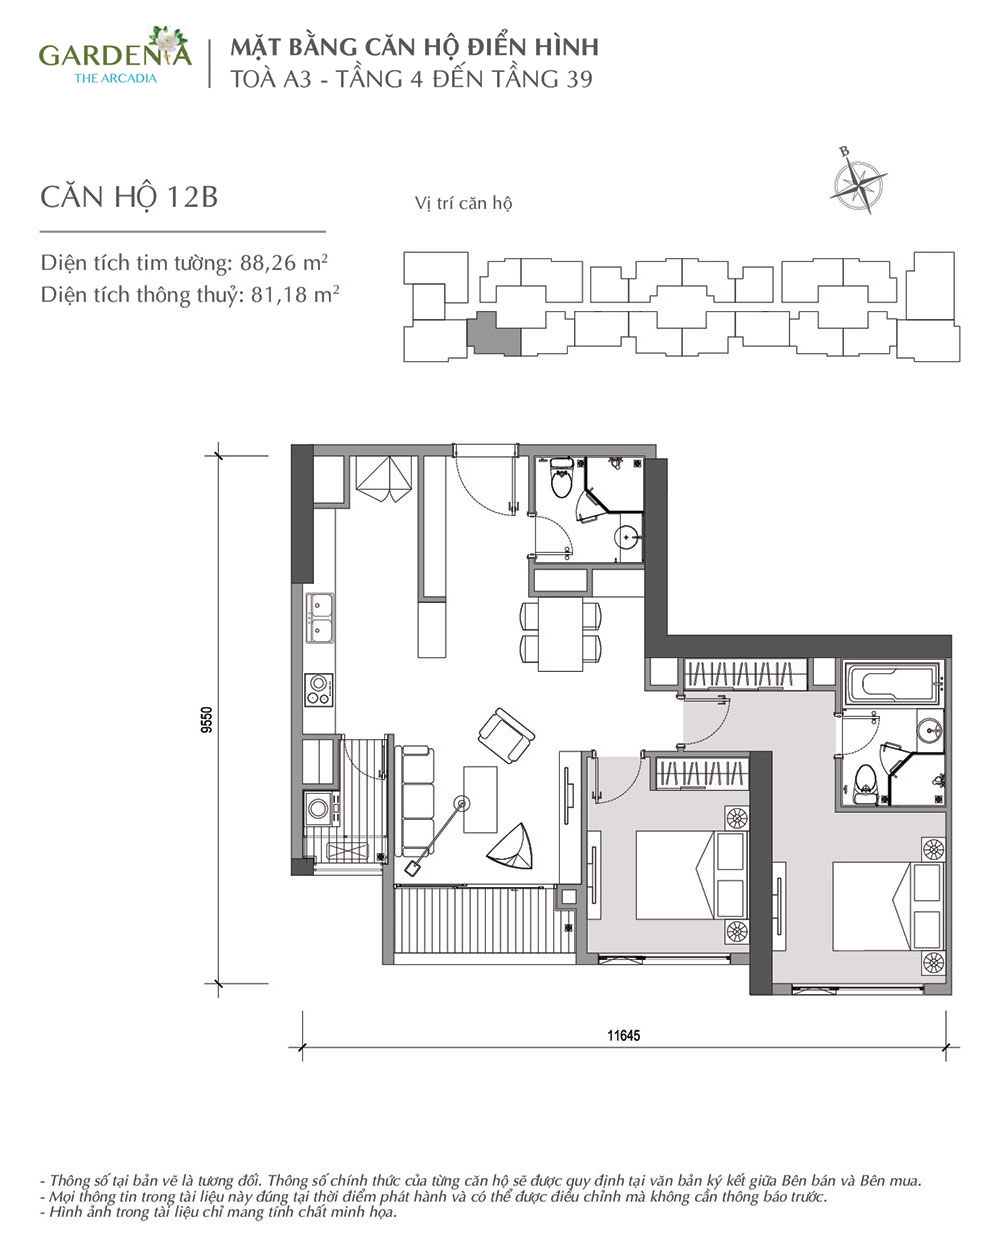 GARDENIA
THE ARCADIA
MẶT BẰNG CĂN HỘ ĐIỂN HÌNH
TOÀ A3 - TẦNG 4 ĐẾN TẦNG 39
B
CĂN HỘ 12B
Vị trí căn hộ
Diện tích tim tường: 88,26 m²
Diện tích thông thuỷ: 81,18 m²
9550
11645
- Thông số tại bản vẽ là tương đối. Thông số chính thức của từng căn hộ sẽ được quy định tại văn bản ký kết giữa Bên bán và Bên mua.
- Mọi thông tin trong tài liệu này đúng tại thời điểm phát hành và có thể được điều chỉnh mà không cần thông báo trước.
- Hình ảnh trong tài liệu chỉ mang tính chất minh họa.